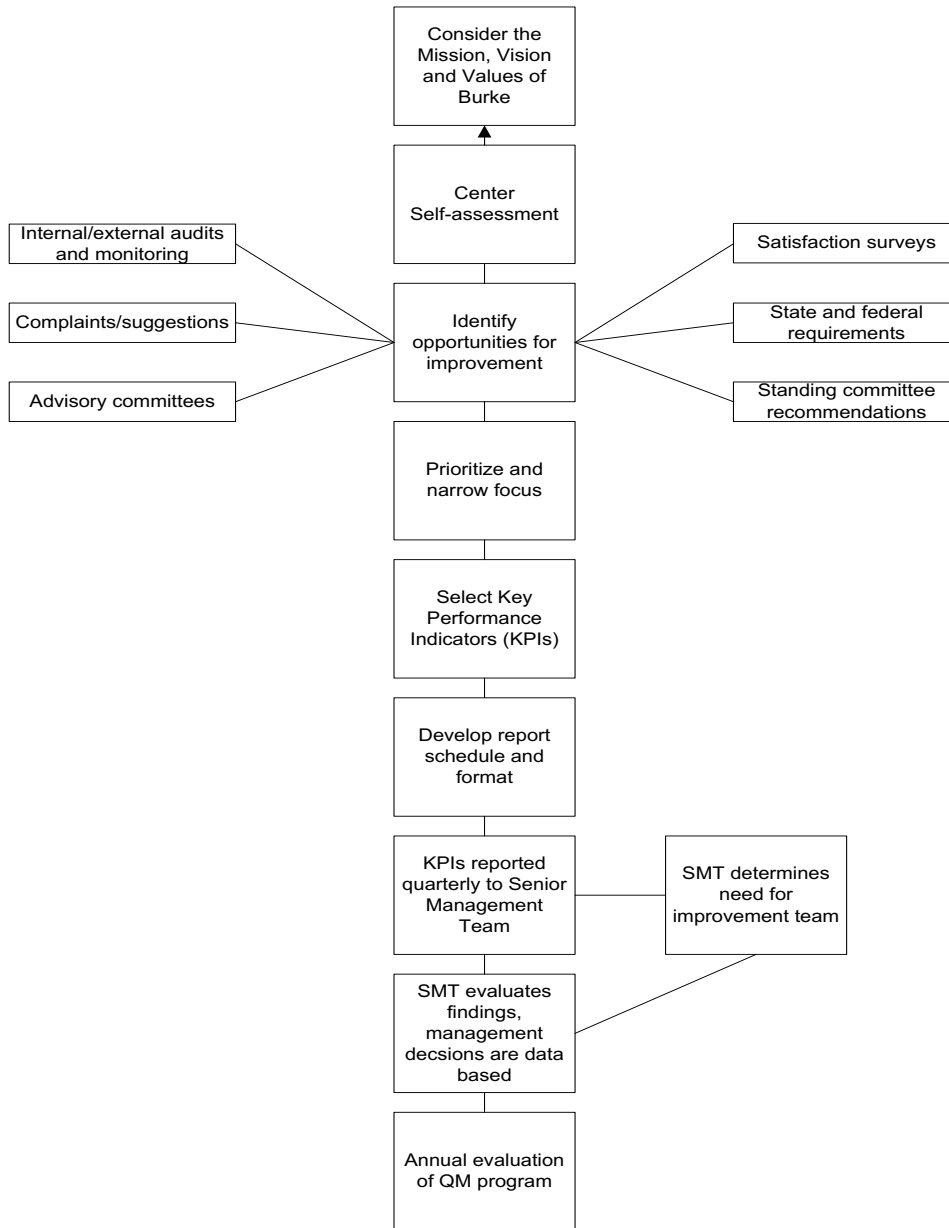 Consider the
Mission, Vision
and Values of
Burke
Center
Self-assessment
Internal/external audits
and monitoring
Satisfaction surveys
Complaints/suggestions
Identify
opportunities for
improvement
State and federal
requirements
Advisory committees
Standing committee
recommendations
Prioritize and
narrow focus
Select Key
Performance
Indicators (KPIs)
Develop report
schedule and
format
KPIs reported
quarterly to Senior
Management
Team
SMT determines
need for
improvement team
SMT evaluates
findings,
management
decsions are data
based
Annual evaluation
of QM program